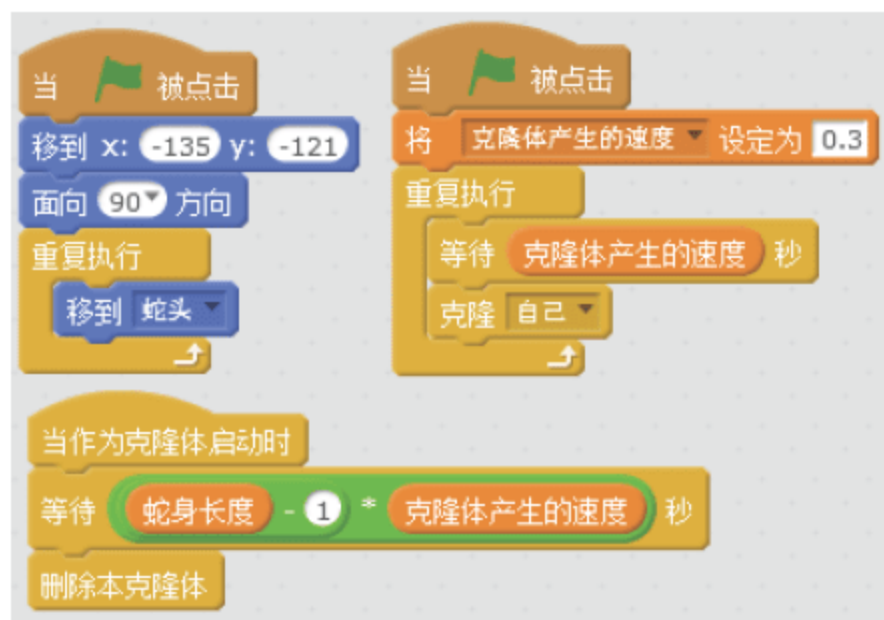 当 被点击
移到 x: -135 y: -121
面向 90 方向
重复执行
移到 蛇头
当 被点击
将 克隆体产生的速度 设定为 0.3
重复执行
等待 克隆体产生的速度 秒
克隆 自己
当作为克隆体启动时
等待 蛇身长度 - 1 * 克隆体产生的速度 秒
删除本克隆体